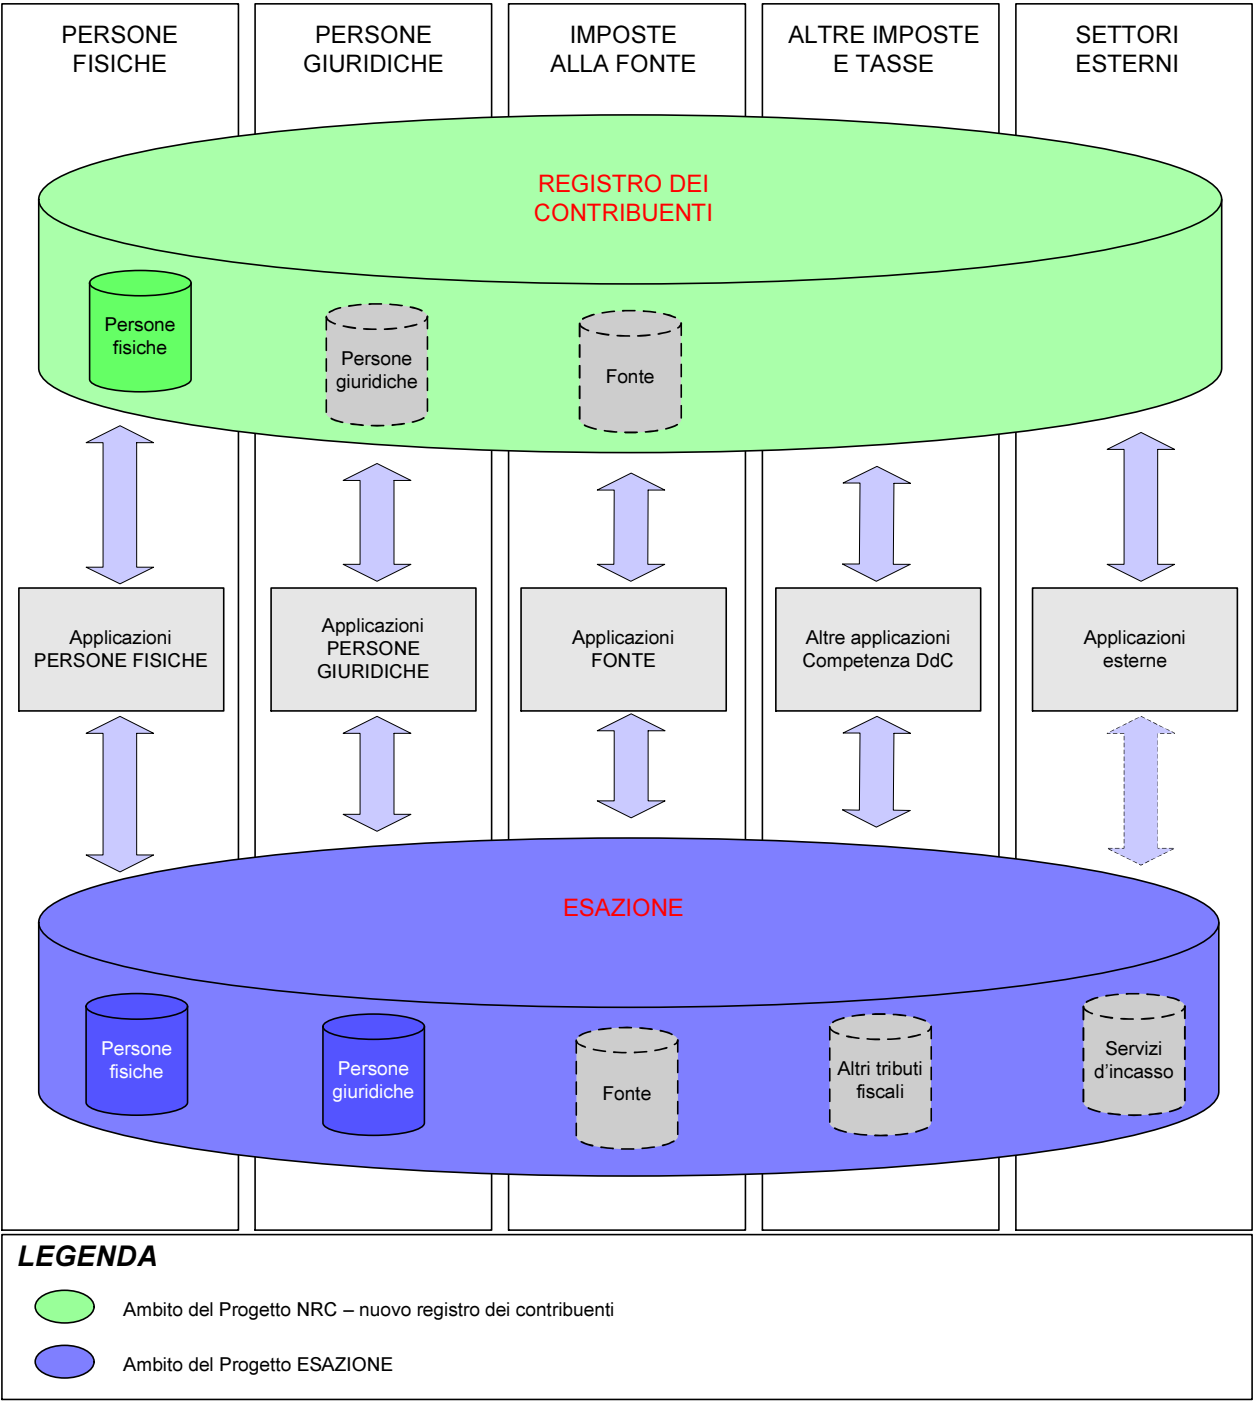 PERSONE
FISICHE
PERSONE
GIURIDICHE
IMPOSTE
ALLA FONTE
ALTRE IMPOSTE
E TASSE
SETTORI
ESTERNI
REGISTRO DEI
CONTRIBUENTI
Persone
fisiche
Persone
giuridiche
Fonte
Applicazioni
PERSONE FISICHE
Applicazioni
PERSONE
GIURIDICHE
Applicazioni
FONTE
Altre applicazioni
Competenza DdC
Applicazioni
esterne
ESAZIONE
Persone
fisiche
Persone
giuridiche
Fonte
Altri tributi
fiscali
Servizi
d’incasso
LEGENDA
Ambito del Progetto NRC – nuovo registro dei contribuenti
Ambito del Progetto ESAZIONE